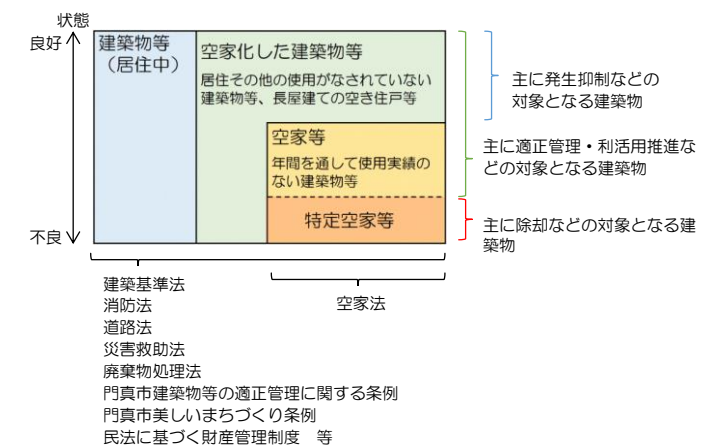 状態
良好
不良
建築物等
（居住中）
空家化した建築物等
居住その他の使用がなされていない
建築物等、長屋建ての空き住戸等
空家等
年間を通して使用実績の
ない建築物等
特定空家等
主に発生抑制などの
対象となる建築物
主に適正管理・利活用推進な
どの対象となる建築物
主に除却などの対象となる建
築物
建築基準法
消防法
道路法
災害救助法
廃棄物処理法
門真市建築物等の適正管理に関する条例
門真市美しいまちづくり条例
民法に基づく財産管理制度　等
空家法